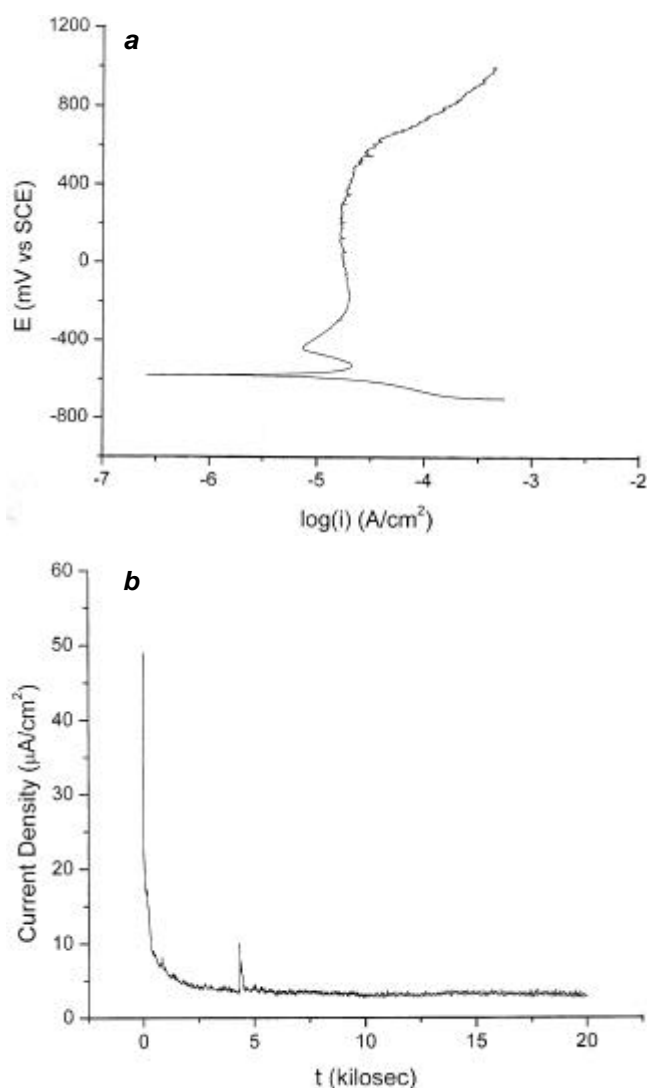 a
1200
800
400
0
-400
-800
E (mV vs SCE)
-7 -6 -5 -4 -3 -2
log(i) (A/cm²)
b
60
50
40
30
20
10
0
Current Density (µA/cm²)
0 5 10 15 20
t (kilosec)